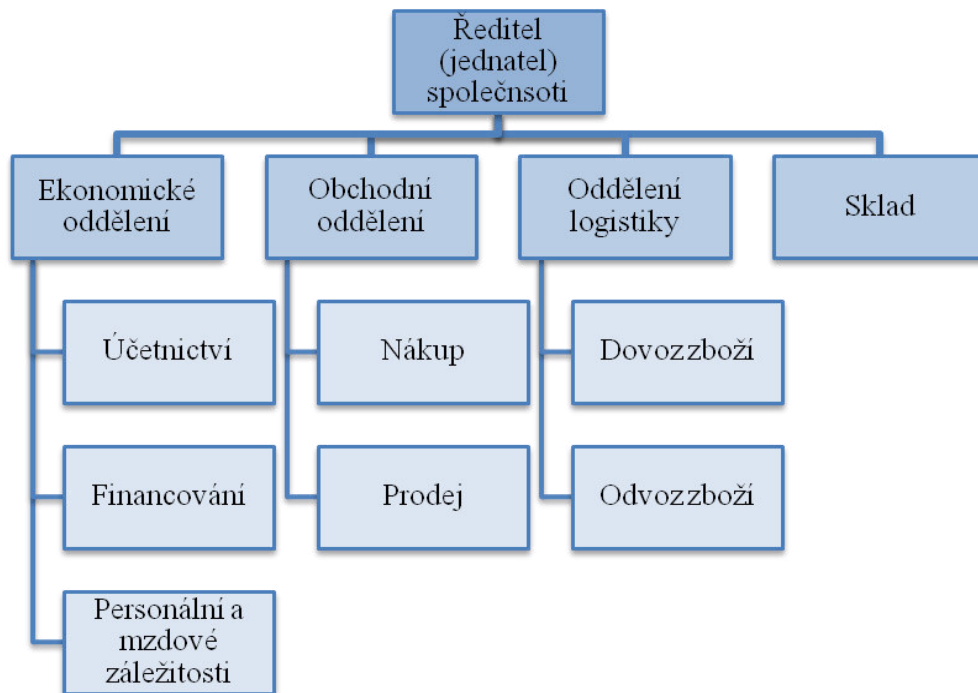 Ředitel
(jednatel)
společnsoti
Ekonomické
oddělení
Obchodní
oddělení
Oddělení
logistiky
Sklad
Účetnictví
Nákup
Dovozzboží
Financování
Prodej
Odvozzboží
Personální a
mzdové
záležitosti